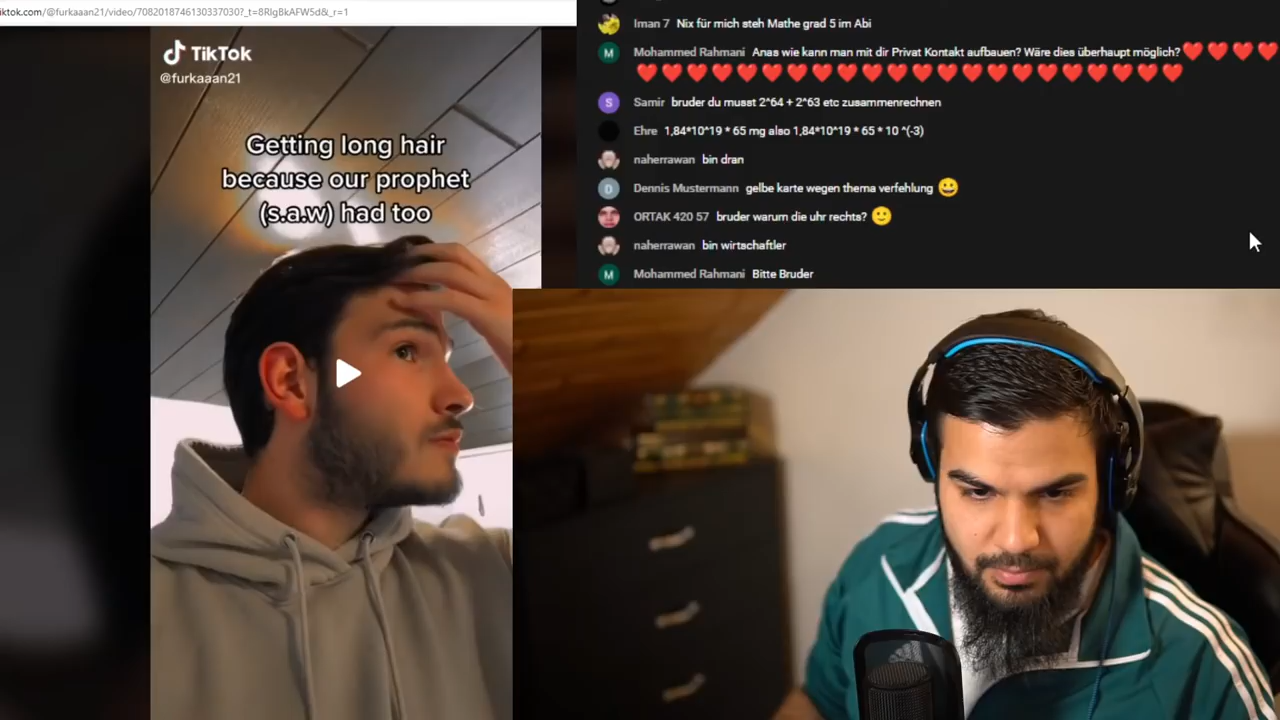 iktok.com/@furkaaan21/video/7082018746130337030?_t=8RlgBkAFW5d&_r=1
TikTok
@furkaaan21
Getting long hair
because our prophet
(s.a.w) had too
Iman 7 Nix für mich steh Mathe grad 5 im Abi
M Mohammed Rahmani Anas wie kann man mit dir Privat Kontakt aufbauen? Wäre dies überhaupt möglich?❤️❤️❤️❤️
❤️❤️❤️❤️❤️❤️❤️❤️❤️❤️❤️❤️❤️❤️❤️❤️❤️❤️❤️❤️❤️❤️❤️
S Samir bruder du musst 2^64 + 2^63 etc zusammenrechnen
Ehre 1,84*10^19 * 65 mg also 1,84*10^19 * 65 * 10 ^(-3)
naherrawan bin dran
D Dennis Mustermann gelbe karte wegen thema verfehlung 😀
ORTAK 420 57 bruder warum die uhr rechts? 🙂
naherrawan bin wirtschaftler
M Mohammed Rahmani Bitte Bruder